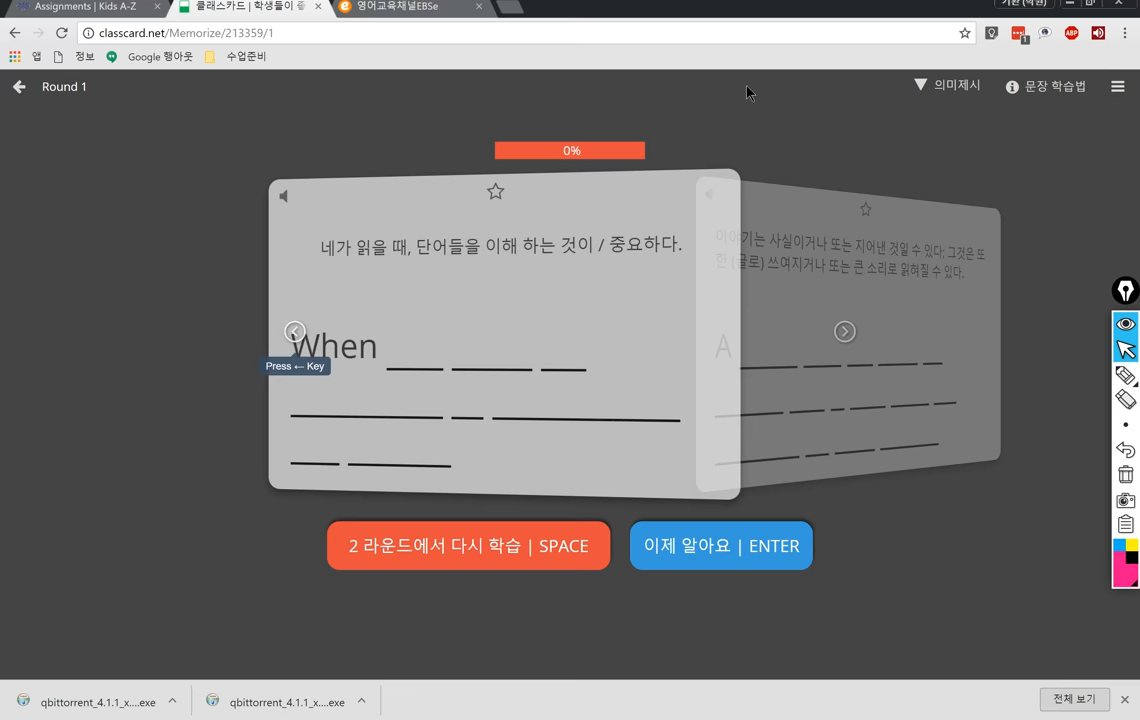 Assignments | Kids A-Z
클래스카드 | 학생들이 좋
영어교육채널EBSe
classcard.net/Memorize/213359/1
앱 정보 Google 행아웃 수업준비
Round 1
의미제시
문장 학습법
0%
네가 읽을 때, 단어들을 이해 하는 것이 / 중요하다.
When
Press ← Key
이야기는 사실이거나 또는 지어낸 것일 수 있다; 그것은 또
한 (글로) 쓰여지거나 또는 큰 소리로 읽혀질 수 있다.
A
2 라운드에서 다시 학습 | SPACE
이제 알아요 | ENTER
qbittorrent_4.1.1_x....exe
qbittorrent_4.1.1_x....exe
전체 보기